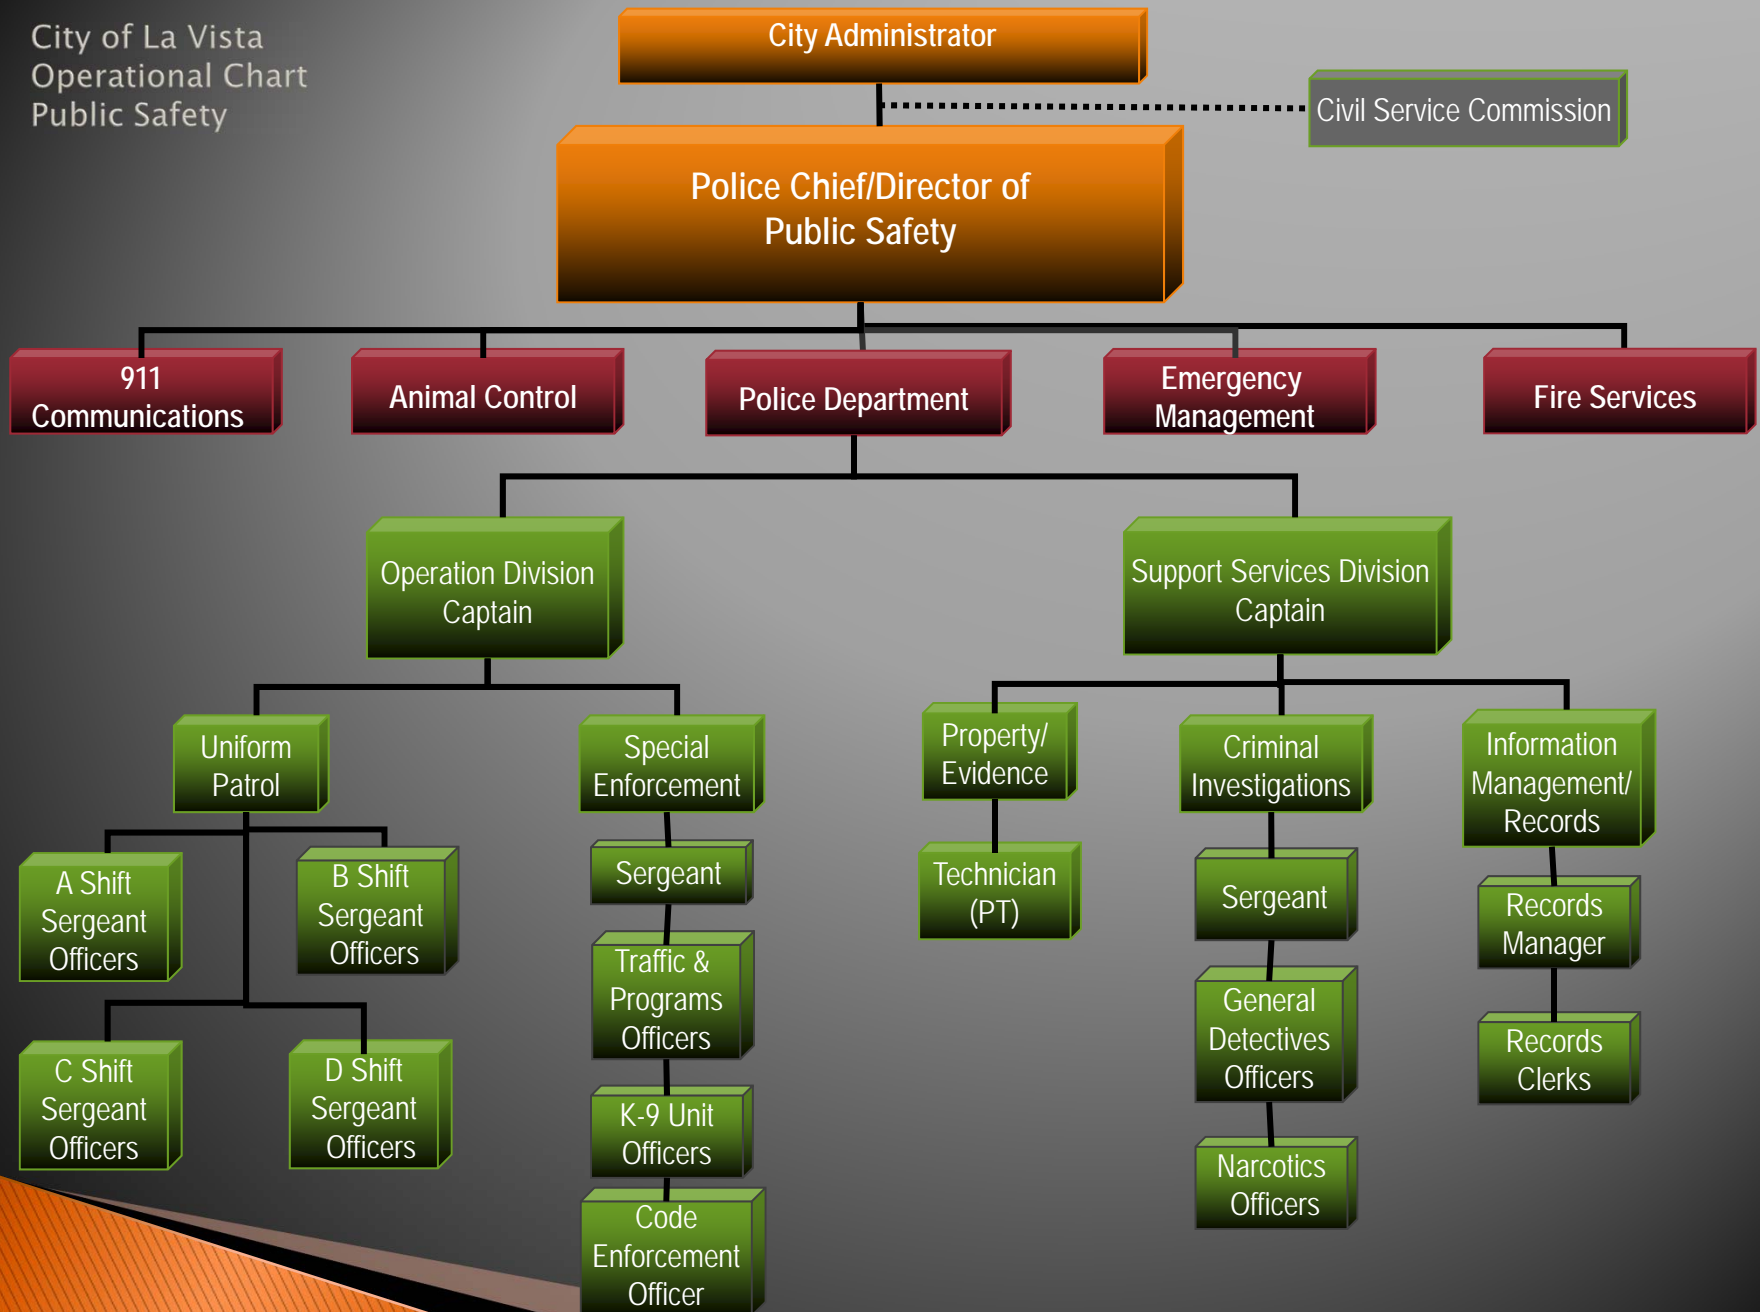 City of La Vista
Operational Chart
Public Safety
City Administrator
Civil Service Commission
Police Chief/Director of
Public Safety
911
Communications
Animal Control
Police Department
Emergency
Management
Fire Services
Operation Division
Captain
Support Services Division
Captain
Uniform
Patrol
Special
Enforcement
Property/
Evidence
Criminal
Investigations
Information
Management/
Records
A Shift
Sergeant
Officers
B Shift
Sergeant
Officers
C Shift
Sergeant
Officers
D Shift
Sergeant
Officers
Sergeant
Traffic &
Programs
Officers
K-9 Unit
Officers
Code
Enforcement
Officer
Technician
(PT)
Sergeant
General
Detectives
Officers
Narcotics
Officers
Records
Manager
Records
Clerks